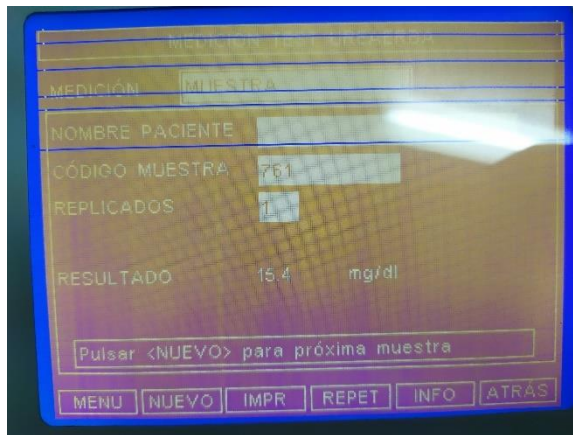 MEDICIÓN TEST UREAERBA
MEDICIÓN MUESTRA
NOMBRE PACIENTE
CÓDIGO MUESTRA 761
REPLICADOS 1
RESULTADO 15.4 mg/dl
Pulsar <NUEVO> para próxima muestra
MENU NUEVO IMPR REPET INFO ATRÁS